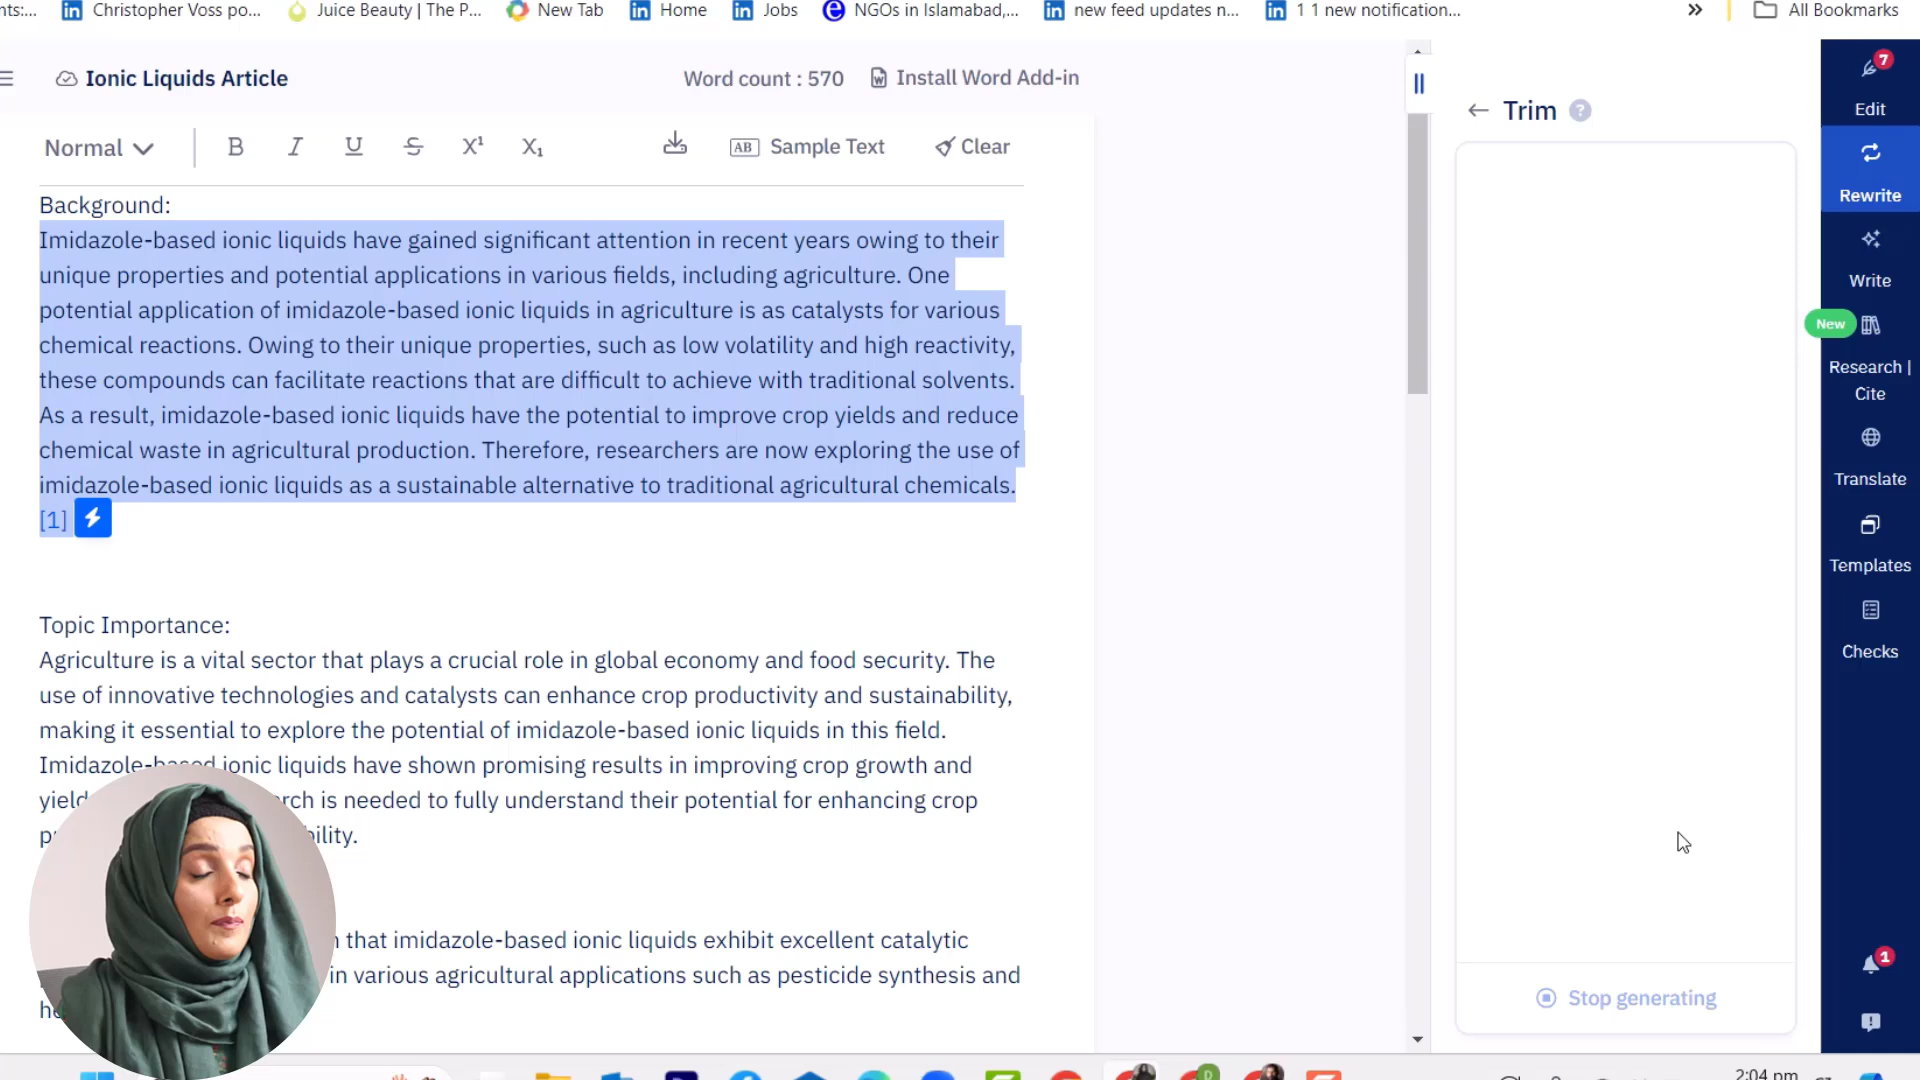 nts:...
Christopher Voss po...
Juice Beauty | The P...
New Tab
Home
Jobs
NGOs in Islamabad,...
new feed updates n...
1 1 new notification...
»
All Bookmarks
Ionic Liquids Article
Word count : 570
Install Word Add-in
Normal
B
I
U
S
X¹
X₁
AB Sample Text
Clear
Background:
Imidazole-based ionic liquids have gained significant attention in recent years owing to their
unique properties and potential applications in various fields, including agriculture. One
potential application of imidazole-based ionic liquids in agriculture is as catalysts for various
chemical reactions. Owing to their unique properties, such as low volatility and high reactivity,
these compounds can facilitate reactions that are difficult to achieve with traditional solvents.
As a result, imidazole-based ionic liquids have the potential to improve crop yields and reduce
chemical waste in agricultural production. Therefore, researchers are now exploring the use of
imidazole-based ionic liquids as a sustainable alternative to traditional agricultural chemicals.
[1]
Topic Importance:
Agriculture is a vital sector that plays a crucial role in global economy and food security. The
use of innovative technologies and catalysts can enhance crop productivity and sustainability,
making it essential to explore the potential of imidazole-based ionic liquids in this field.
Imidazole-based ionic liquids have shown promising results in improving crop growth and
yield rch is needed to fully understand their potential for enhancing crop
bility.
that imidazole-based ionic liquids exhibit excellent catalytic
in various agricultural applications such as pesticide synthesis and
Trim ?
Stop generating
7
Edit
Rewrite
Write
New
Research |
Cite
Translate
Templates
Checks
1
2:04 pm